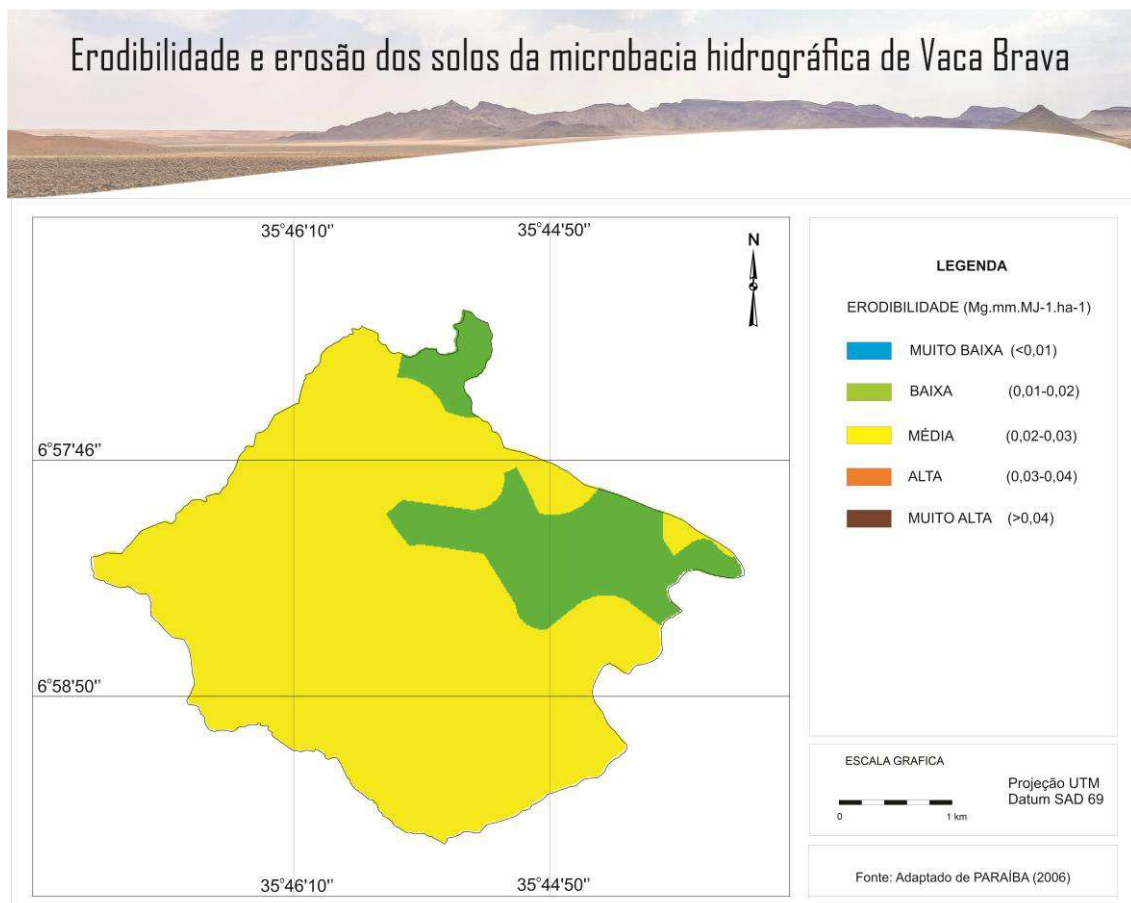 Erodibilidade e erosão dos solos da microbacia hidrográfica de Vaca Brava
35°46'10"
35°44'50"
N
6°57'46"
6°58'50"
35°46'10"
35°44'50"
LEGENDA
ERODIBILIDADE (Mg.mm.MJ-1.ha-1)
MUITO BAIXA (<0,01)
BAIXA (0,01-0,02)
MÉDIA (0,02-0,03)
ALTA (0,03-0,04)
MUITO ALTA (>0,04)
ESCALA GRAFICA
0 1 km
Projeção UTM
Datum SAD 69
Fonte: Adaptado de PARAÍBA (2006)